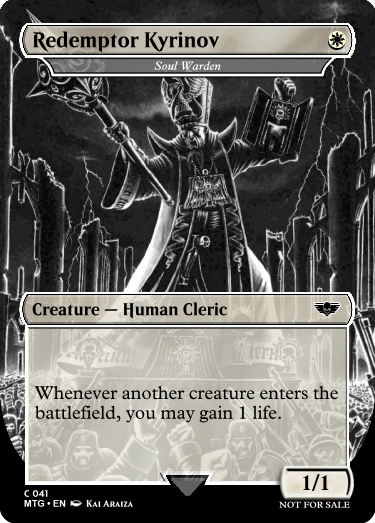 Redemptor Kyrinov
Soul Warden
Creature — Human Cleric
Whenever another creature enters the
battlefield, you may gain 1 life.
1/1
C 041
MTG • EN Kai Araiza
NOT FOR SALE